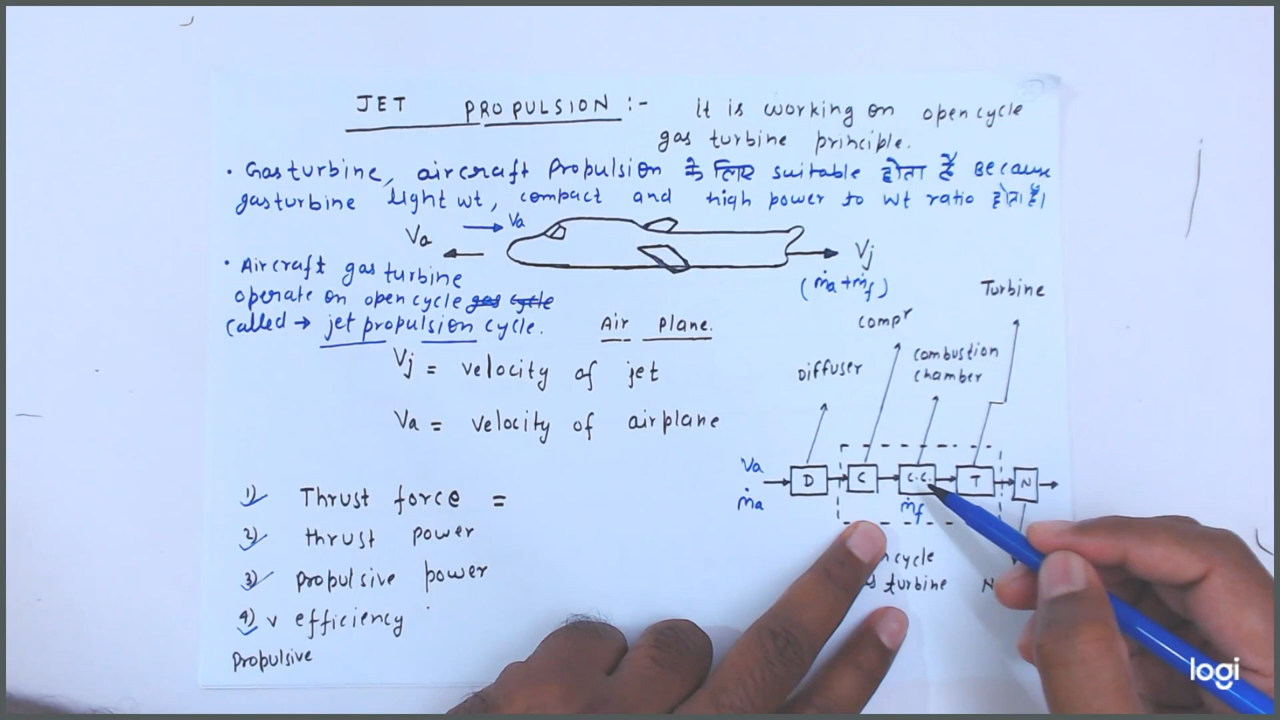 JET PROPULSION :- It is working on open cycle
gas turbine principle.
• Gasturbine, aircraft Propulsion के लिए suitable होता है Because
gasturbine light wt, compact and high power to wt ratio होता है।
Va
Va
Vj
(ṁa+ṁf)
• Aircraft gas turbine
operate on open cycle gas cycle
called → jet propulsion cycle.
Air plane.
Vj = velocity of jet
Va = velocity of airplane
Diffuser
compr
combustion
chamber
Turbine
Va
ṁa
D
C
C.C.
T
N
ṁf
cycle
turbine
N
1) Thrust force =
2) thrust power
3) propulsive power
4) v efficiency
Propulsive
logi